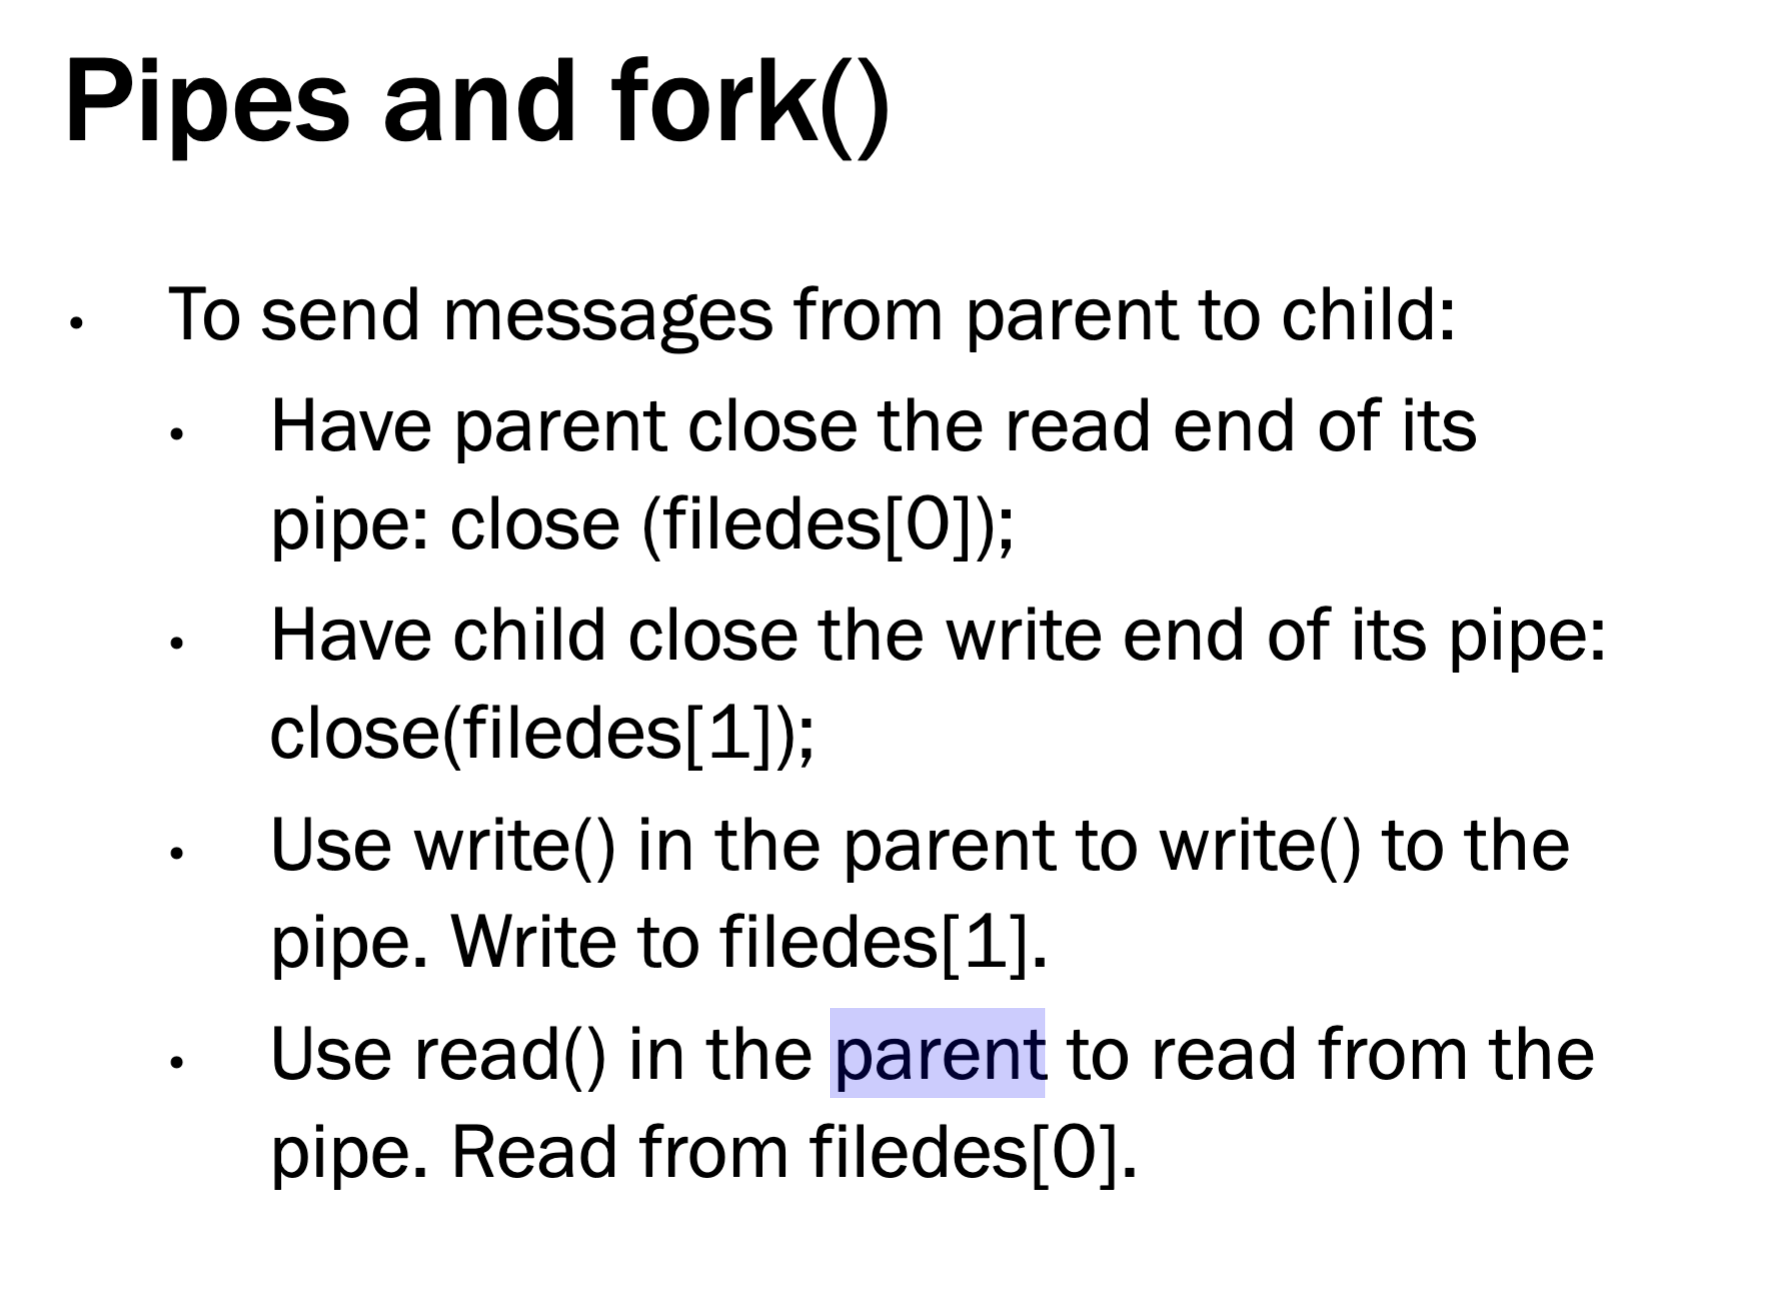 Pipes and fork()
• To send messages from parent to child:
• Have parent close the read end of its
pipe: close (filedes[0]);
• Have child close the write end of its pipe:
close(filedes[1]);
• Use write() in the parent to write() to the
pipe. Write to filedes[1].
• Use read() in the parent to read from the
pipe. Read from filedes[0].